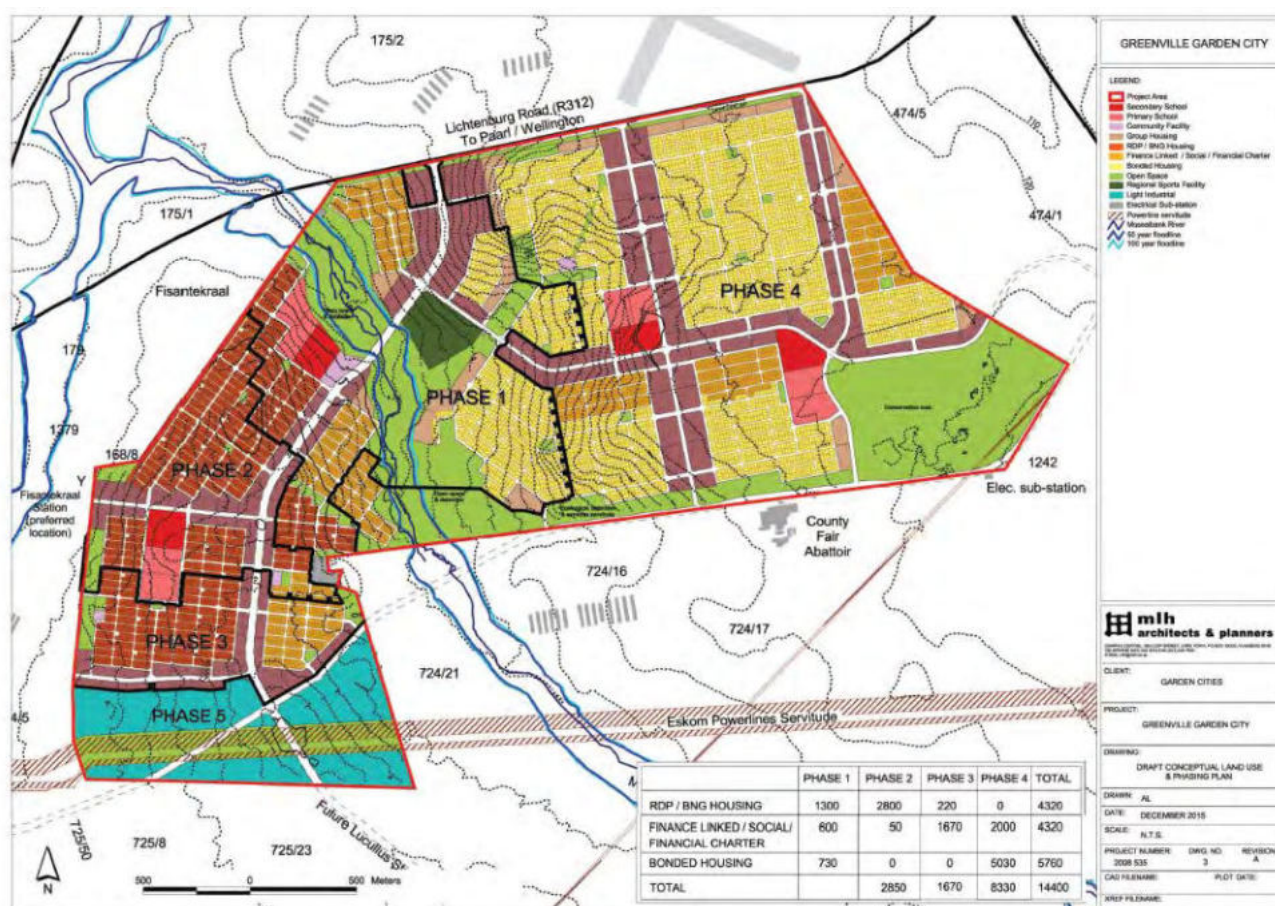 GREENVILLE GARDEN CITY
LEGEND:
Project Area
Secondary School
Primary School
Community Facility
Group Housing
RDP / BNG Housing
Finance Linked / Social / Financial Charter
Bonded Housing
Open Space
Regional Sports Facility
Light Industrial
Electrical Sub-station
Powerline servitude
Mosselbank River
50 year floodline
100 year floodline
175/2
Lichtenburg Road (R312)
To Paarl / Wellington
474/5
120
119
175/1
474/1
Fisantekraal
PHASE 4
179
PHASE 1
1379
168/8
Y
PHASE 2
Fisantekraal
Station
(preferred
location)
1242
Elec. sub-station
County
Fair
Abattoir
724/16
PHASE 3
724/17
724/21
PHASE 5
Eskom Powerlines Servitude
725/50
725/8
725/23
Future Lucullus St.
N
500 0 500 Meters
PHASE 1 PHASE 2 PHASE 3 PHASE 4 TOTAL
RDP / BNG HOUSING 1300 2800 220 0 4320
FINANCE LINKED / SOCIAL/ 600 50 1670 2000 4320
FINANCIAL CHARTER
BONDED HOUSING 730 0 0 5030 5760
TOTAL 2850 1670 8330 14400
mlh
architects & planners
CLIENT:
GARDEN CITIES
PROJECT:
GREENVILLE GARDEN CITY
DRAWING:
DRAFT CONCEPTUAL LAND USE
& PHASING PLAN
DRAWN: AL
DATE: DECEMBER 2015
SCALE: N.T.S.
PROJECT NUMBER: DWG. NO. REVISION
2008 535 3 A
CAD FILENAME: PLOT DATE:
XREF FILENAME: